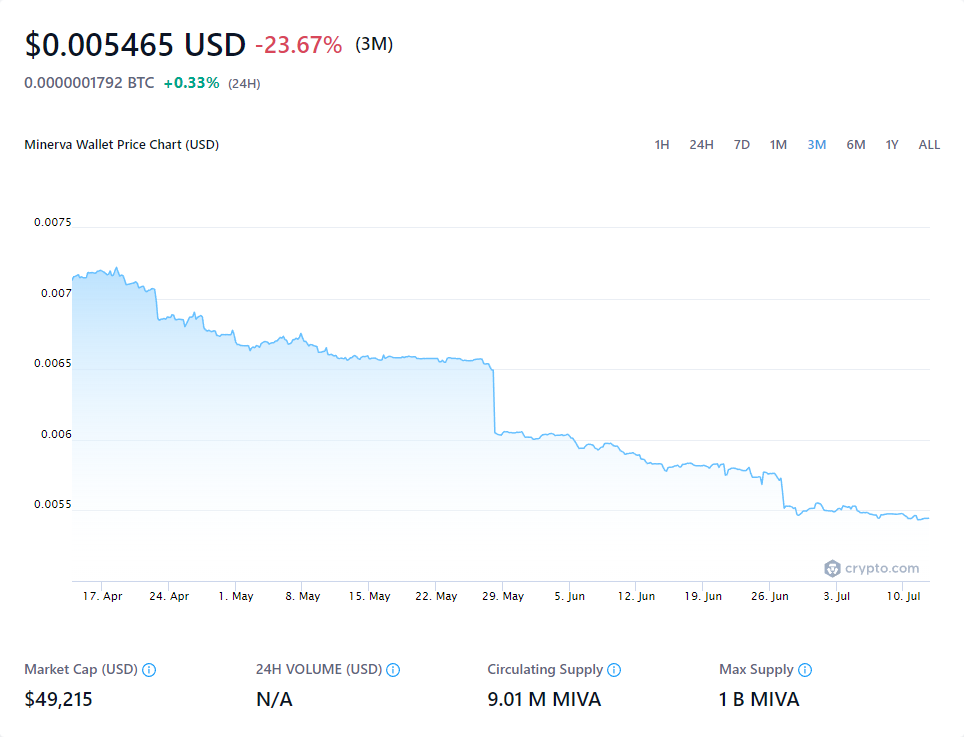 $0.005465 USD -23.67% (3M)
0.0000001792 BTC +0.33% (24H)
Minerva Wallet Price Chart (USD) 1H 24H 7D 1M 3M 6M 1Y ALL
0.0075
0.007
0.0065
0.006
0.0055
crypto.com
17. Apr 24. Apr 1. May 8. May 15. May 22. May 29. May 5. Jun 12. Jun 19. Jun 26. Jun 3. Jul 10. Jul
Market Cap (USD) 24H VOLUME (USD) Circulating Supply Max Supply
$49,215 N/A 9.01 M MIVA 1 B MIVA